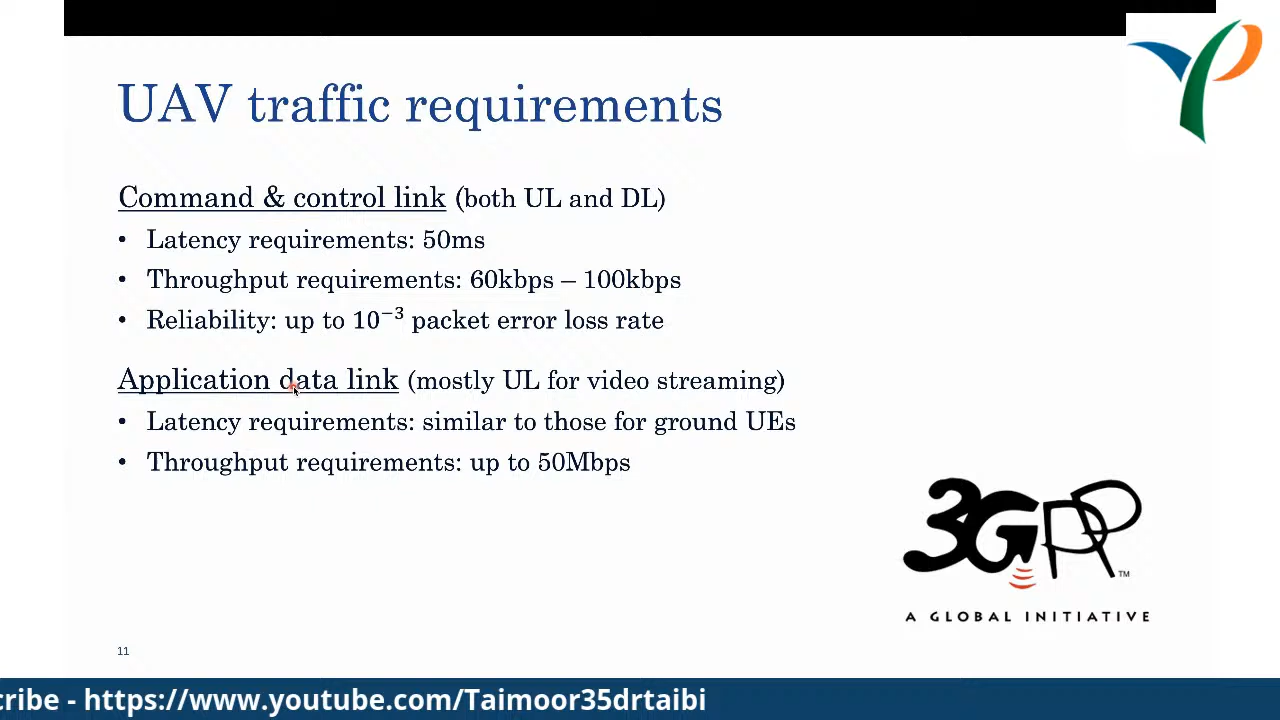 UAV traffic requirements
Command & control link (both UL and DL)
• Latency requirements: 50ms
• Throughput requirements: 60kbps – 100kbps
• Reliability: up to 10⁻³ packet error loss rate
Application data link (mostly UL for video streaming)
• Latency requirements: similar to those for ground UEs
• Throughput requirements: up to 50Mbps
3GPP™
A GLOBAL INITIATIVE
11
cribe - https://www.youtube.com/Taimoor35drtaibi